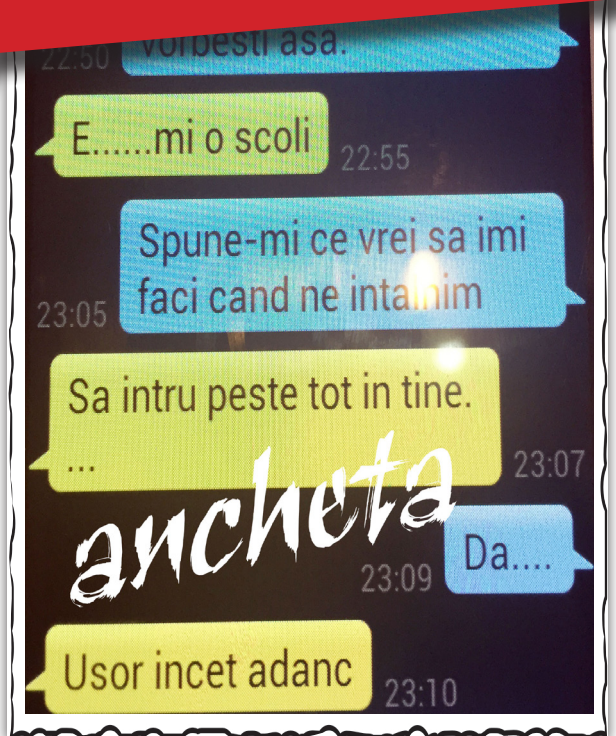 vorbesti asa.
22:50
E......mi o scoli
22:55
Spune-mi ce vrei sa imi
faci cand ne intalnim
23:05
Sa intru peste tot in tine.
...
23:07
ancheta
Da....
23:09
Usor incet adanc
23:10